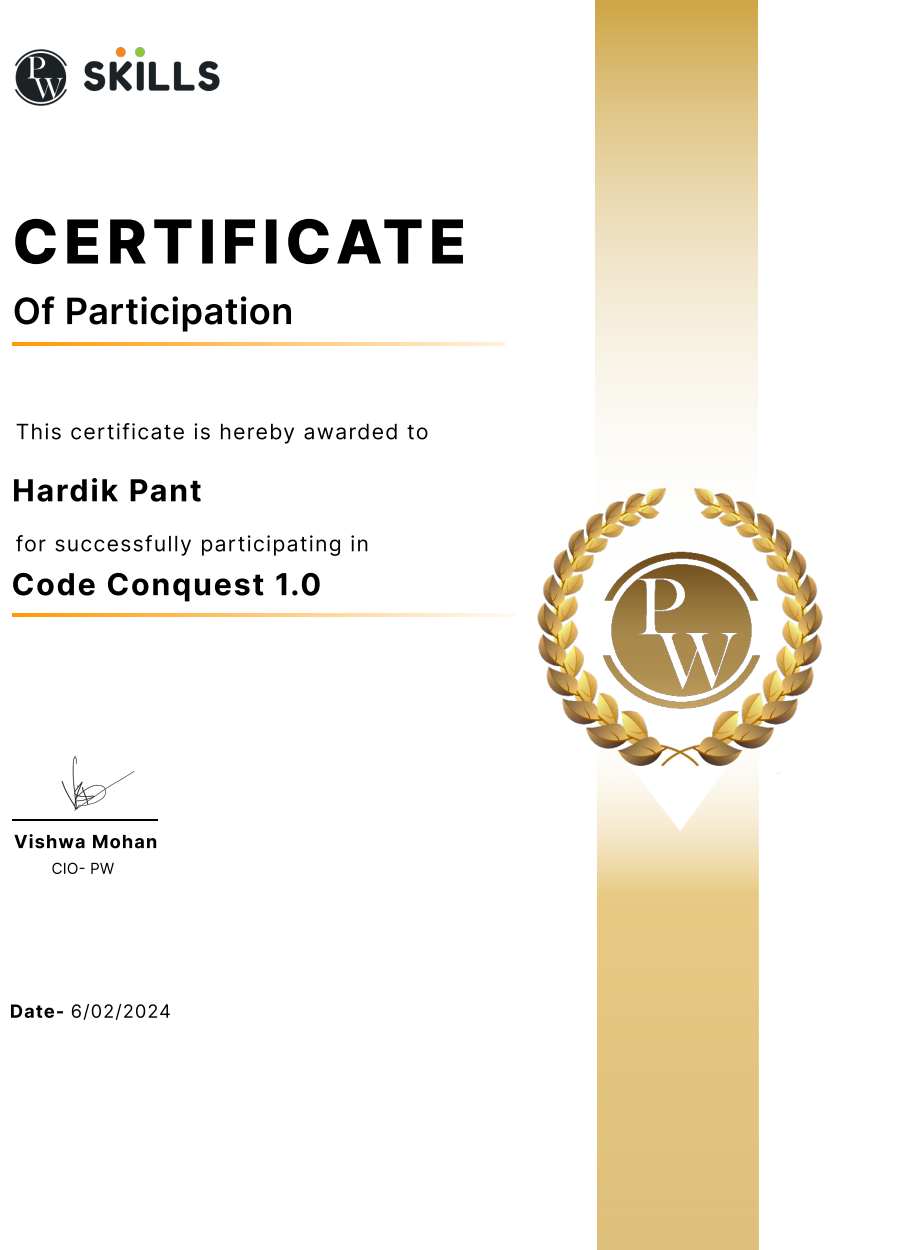 PW SKILLS
CERTIFICATE
Of Participation
This certificate is hereby awarded to
Hardik Pant
for successfully participating in
Code Conquest 1.0
PW
Vishwa Mohan
CIO- PW
Date- 6/02/2024